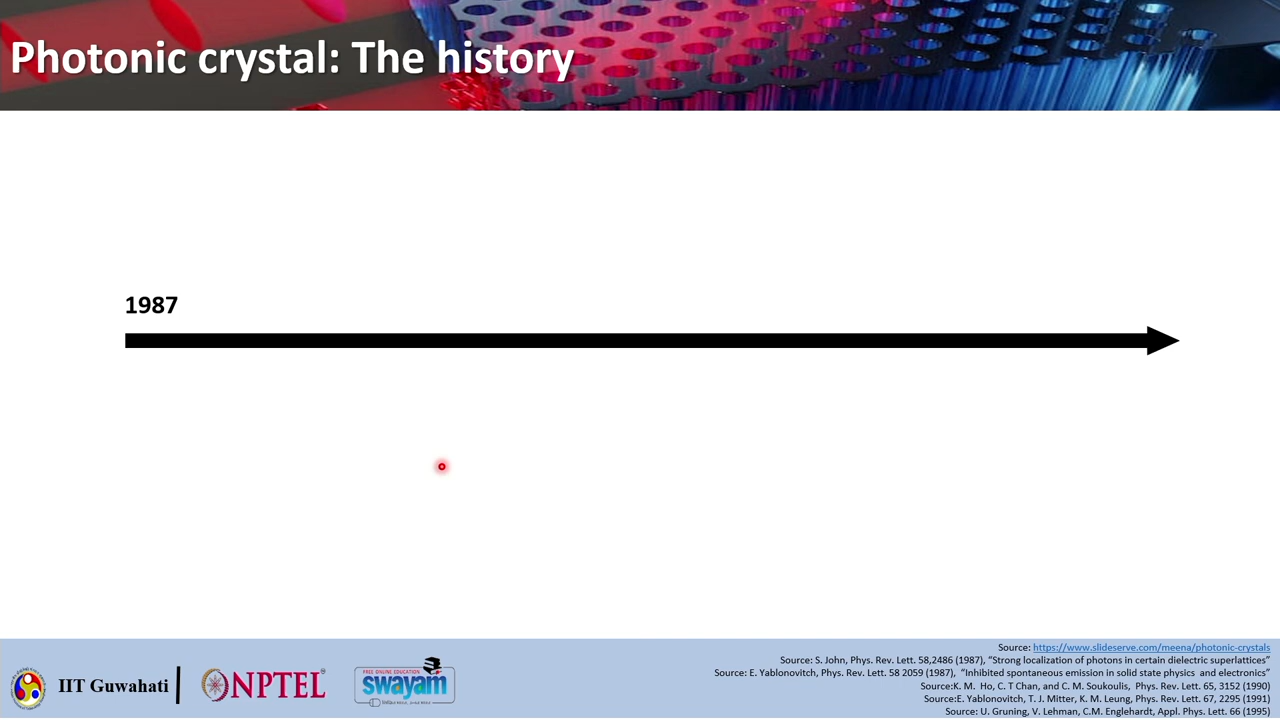 Photonic crystal: The history
1987
IIT Guwahati
NPTEL
FREE ONLINE EDUCATION
swayam
Source: https://www.slideserve.com/meena/photonic-crystals
Source: S. John, Phys. Rev. Lett. 58,2486 (1987), “Strong localization of photons in certain dielectric superlattices”
Source: E. Yablonovitch, Phys. Rev. Lett. 58 2059 (1987),  “Inhibited spontaneous emission in solid state physics  and electronics”
Source:K. M.  Ho, C. T Chan, and C. M. Soukoulis,  Phys. Rev. Lett. 65, 3152 (1990)
Source:E. Yablonovitch, T. J. Mitter, K. M. Leung, Phys. Rev. Lett. 67, 2295 (1991)
Source: U. Gruning, V. Lehman, C.M. Englehardt, Appl. Phys. Lett. 66 (1995)